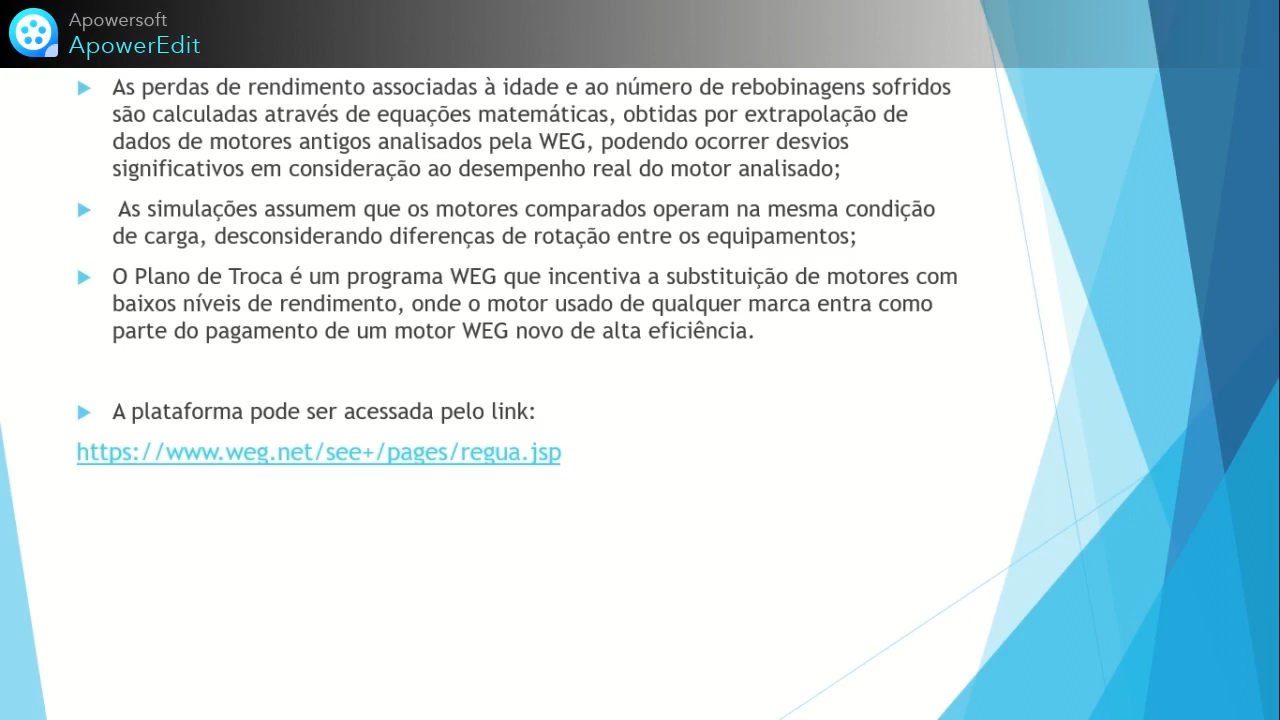 Apowersoft
ApowerEdit
As perdas de rendimento associadas à idade e ao número de rebobinagens sofridos
são calculadas através de equações matemáticas, obtidas por extrapolação de
dados de motores antigos analisados pela WEG, podendo ocorrer desvios
significativos em consideração ao desempenho real do motor analisado;
As simulações assumem que os motores comparados operam na mesma condição
de carga, desconsiderando diferenças de rotação entre os equipamentos;
O Plano de Troca é um programa WEG que incentiva a substituição de motores com
baixos níveis de rendimento, onde o motor usado de qualquer marca entra como
parte do pagamento de um motor WEG novo de alta eficiência.
A plataforma pode ser acessada pelo link:
https://www.weg.net/see+/pages/regua.jsp